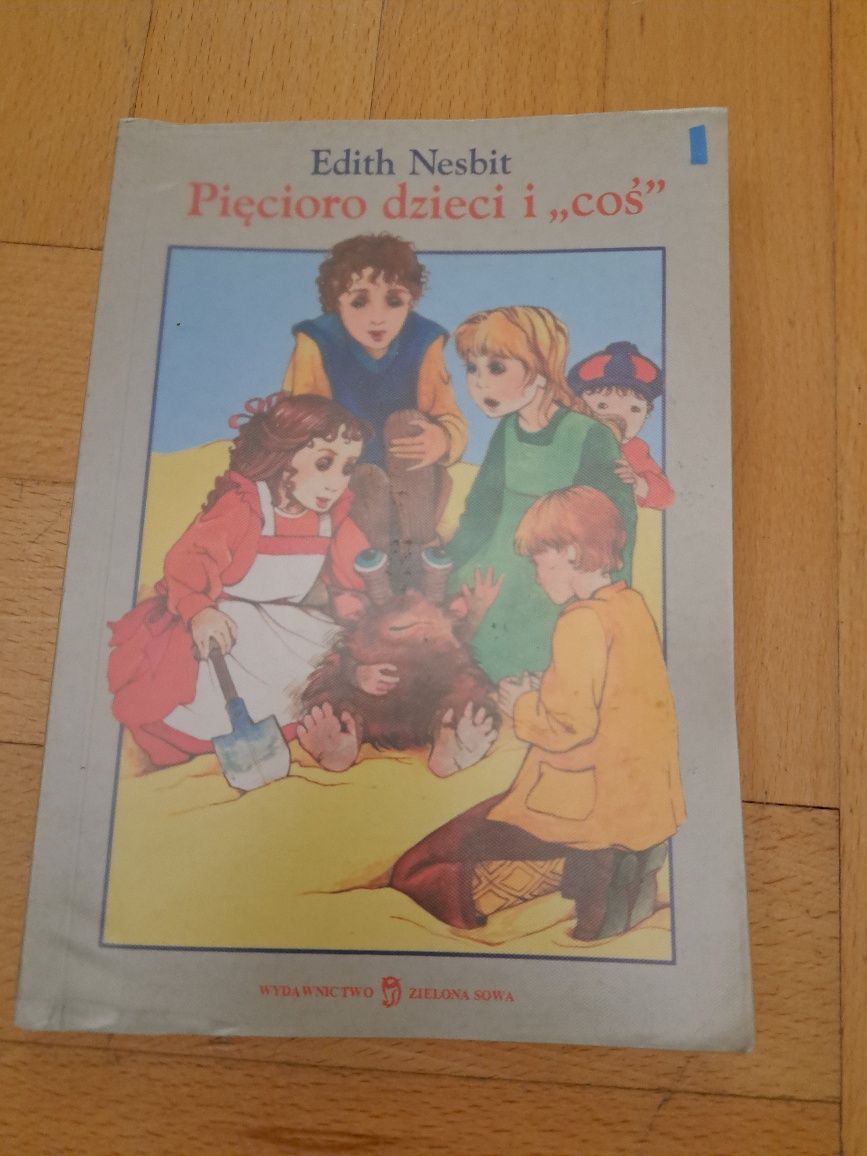 Edith Nesbit
Pięcioro dzieci i „coś”
WYDAWNICTWO ZIELONA SOWA